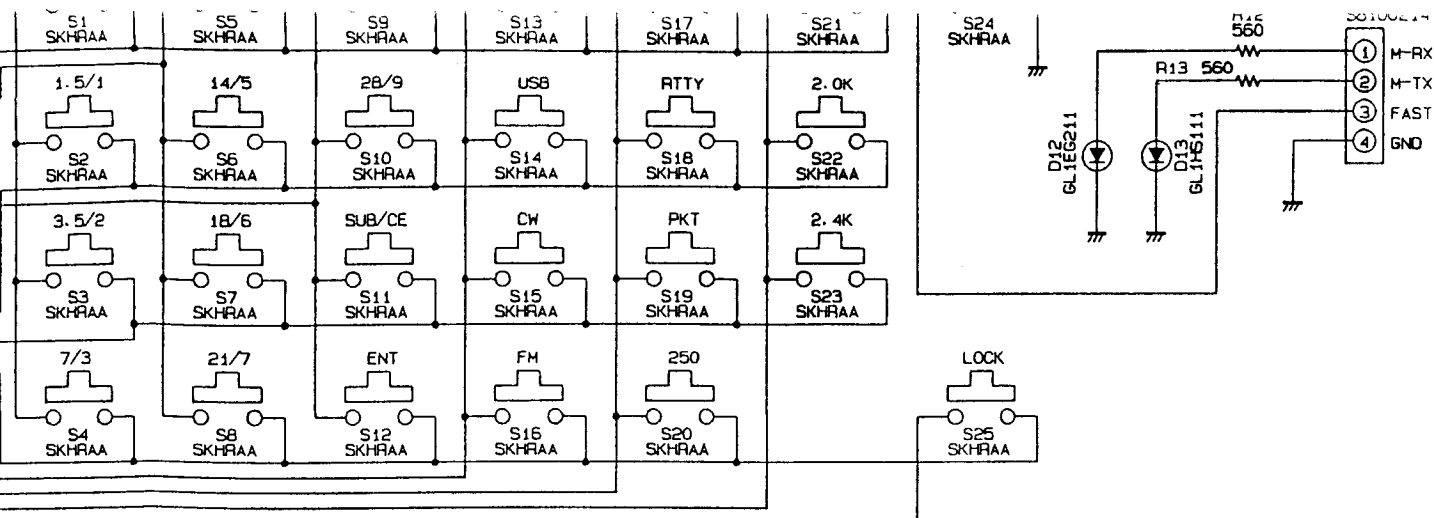 S1 S5 S9 S13 S17 S21 S24
SKHRAA SKHRAA SKHRAA SKHRAA SKHRAA SKHRAA SKHRAA
560
1 M-RX
R13 560
2 M-TX
3 FAST
4 GND
1.5/1 14/5 28/9 USB RTTY 2.0K
S2 S6 S10 S14 S18 S22
SKHRAA SKHRAA SKHRAA SKHRAA SKHRAA SKHRAA
D12
GL1EG211
D13
GL1HS111
3.5/2 18/6 SUB/CE CW PKT 2.4K
S3 S7 S11 S15 S19 S23
SKHRAA SKHRAA SKHRAA SKHRAA SKHRAA SKHRAA
7/3 21/7 ENT FM 250 LOCK
S4 S8 S12 S16 S20 S25
SKHRAA SKHRAA SKHRAA SKHRAA SKHRAA SKHRAA